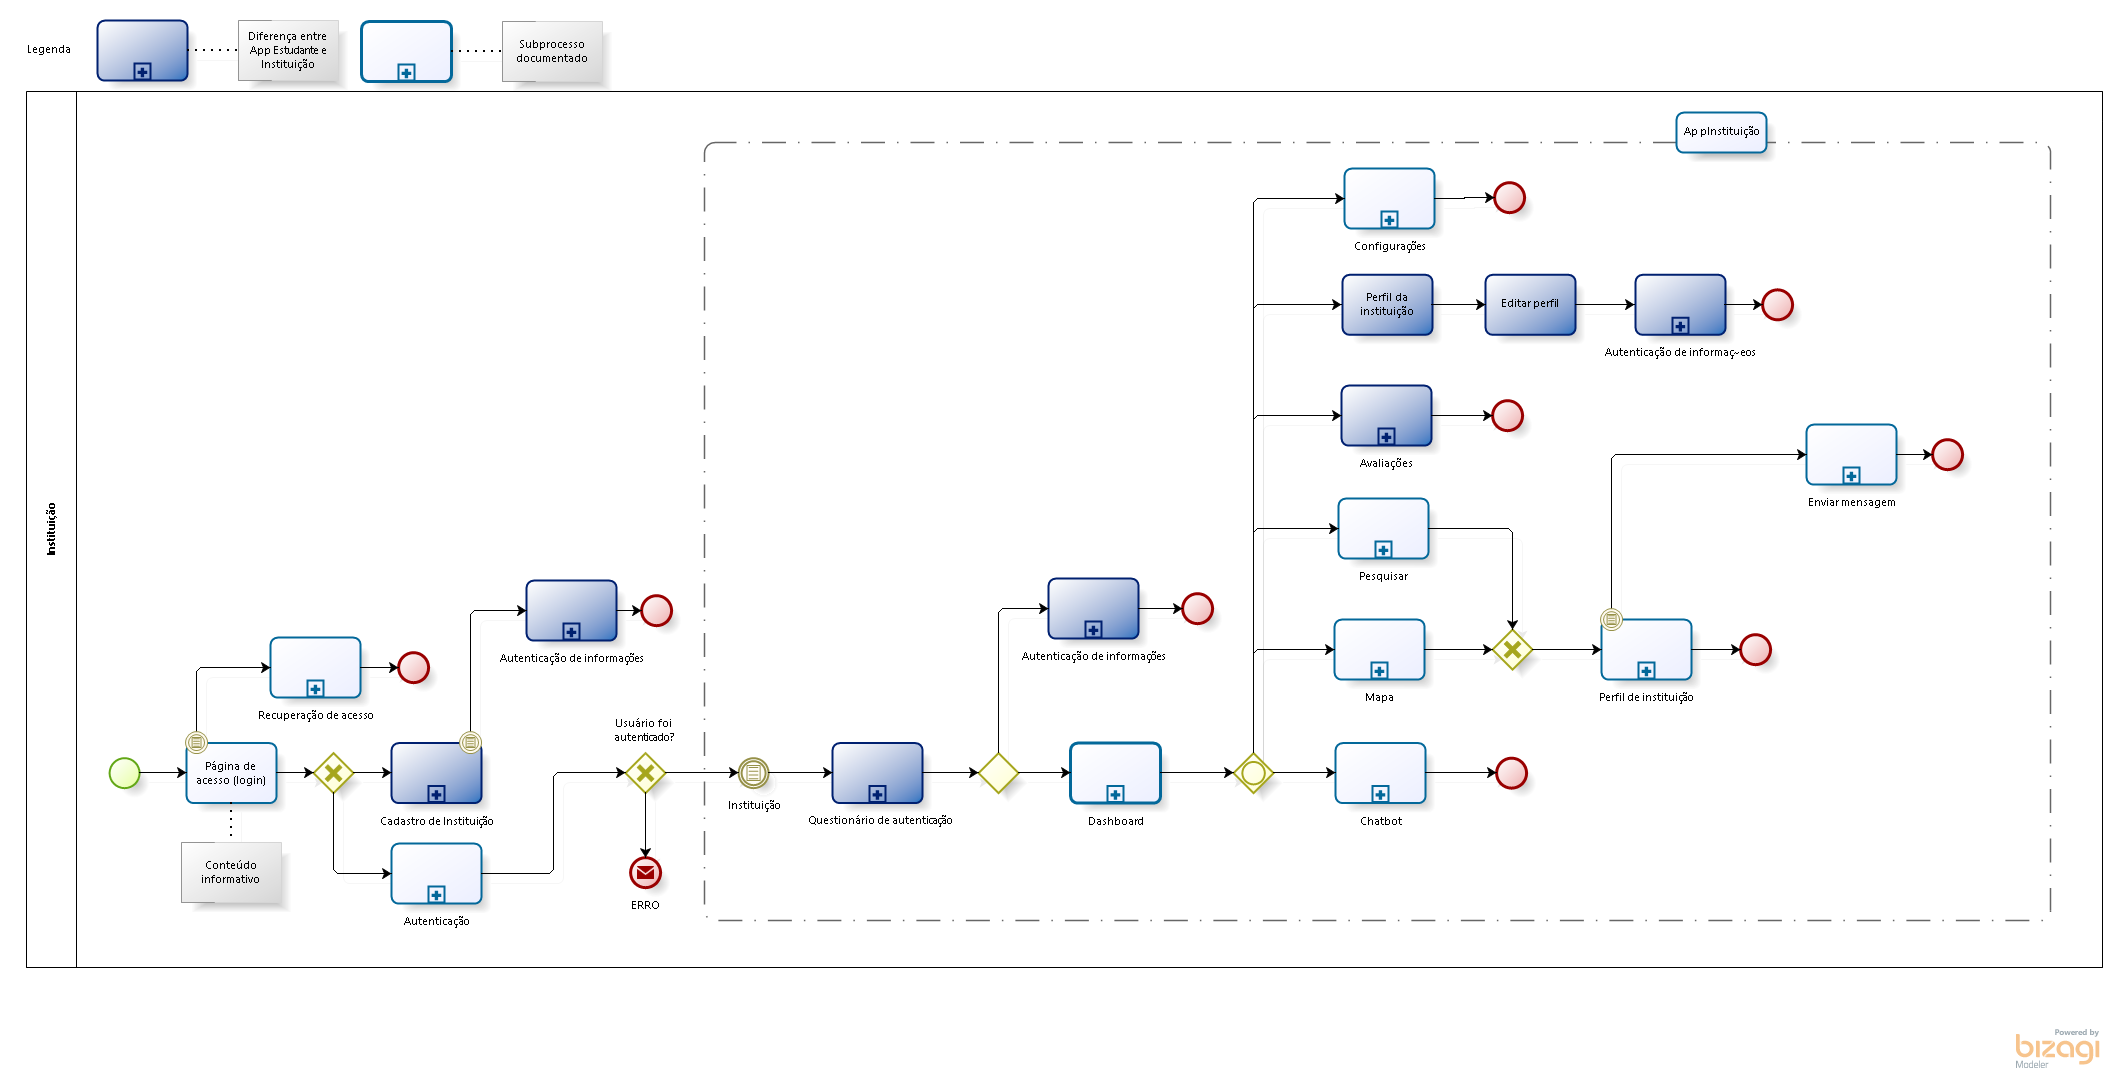 Legenda
Diferença entre
App Estudante e
Instituição
Subprocesso
documentado
Instituição
Ap pInstituição
Configurações
Perfil da
instituição
Editar perfil
Autenticação de informaç~eos
Avaliações
Enviar mensagem
Pesquisar
Autenticação de informações
Autenticação de informações
Recuperação de acesso
Mapa
Perfil de instituição
Usuário foi
autenticado?
Página de
acesso (login)
Cadastro de Instituição
Instituição
Questionário de autenticação
Dashboard
Chatbot
Conteúdo
informativo
Autenticação
ERRO
Powered by
bizagi
Modeler